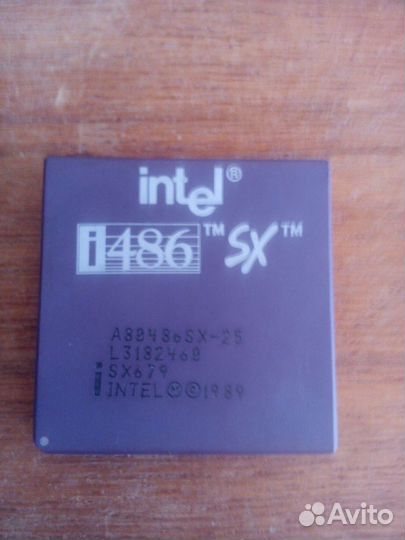 intel®
i486™ SX™
A80486SX-25
L3182460
SX679
INTEL Ⓜ©1989
Avito